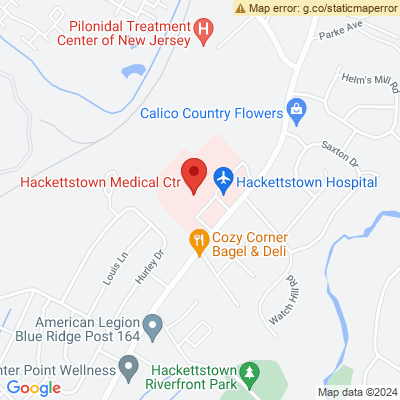 Map error: g.co/staticmaperror
Pilonidal Treatment
Center of New Jersey
H
Parke Ave
Helm's Mill Rd
Calico Country Flowers
Saxton Dr
Hackettstown Medical Ctr
Hackettstown Hospital
Cozy Corner
Bagel & Deli
Louis Ln
Hurley Dr
Watch Hill Rd
American Legion
Blue Ridge Post 164
nter Point Wellness
Hackettstown
Riverfront Park
Google
Map data ©2024